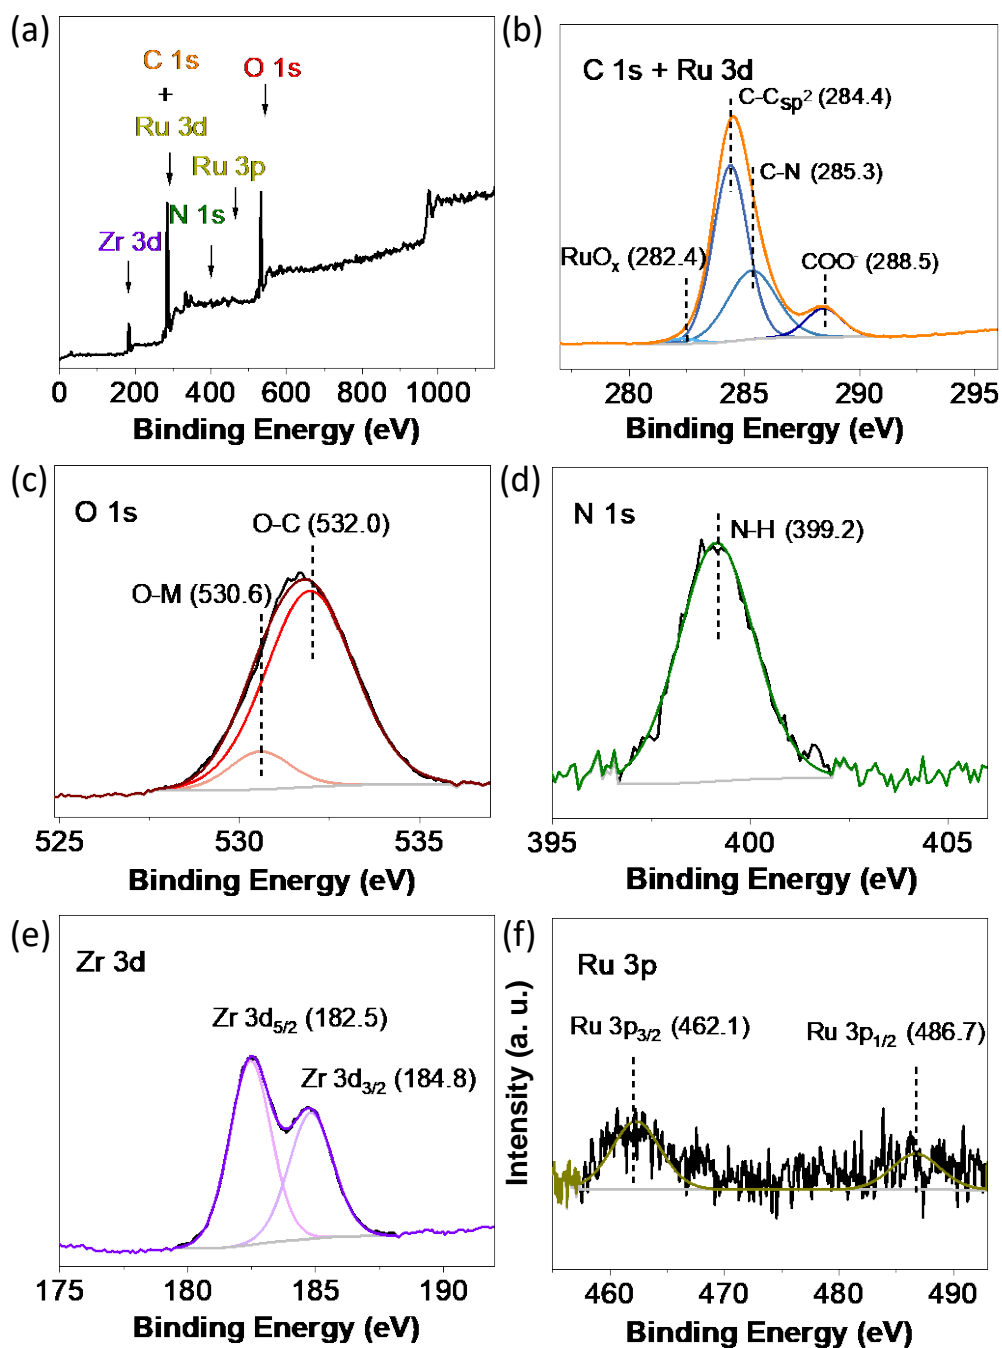 (a)
C 1s
+
Ru 3d
O 1s
Ru 3p
N 1s
Zr 3d
0 200 400 600 800 1000
Binding Energy (eV)
(b)
C 1s + Ru 3d
C-C_sp² (284.4)
C-N (285.3)
RuOₓ (282.4)
COO⁻ (288.5)
280 285 290 295
Binding Energy (eV)
(c)
O 1s
O-C (532.0)
O-M (530.6)
525 530 535
Binding Energy (eV)
(d)
N 1s
N-H (399.2)
395 400 405
Binding Energy (eV)
(e)
Zr 3d
Zr 3d5/2 (182.5)
Zr 3d3/2 (184.8)
175 180 185 190
Binding Energy (eV)
(f)
Ru 3p
Ru 3p3/2 (462.1)
Ru 3p1/2 (486.7)
Intensity (a. u.)
460 470 480 490
Binding Energy (eV)